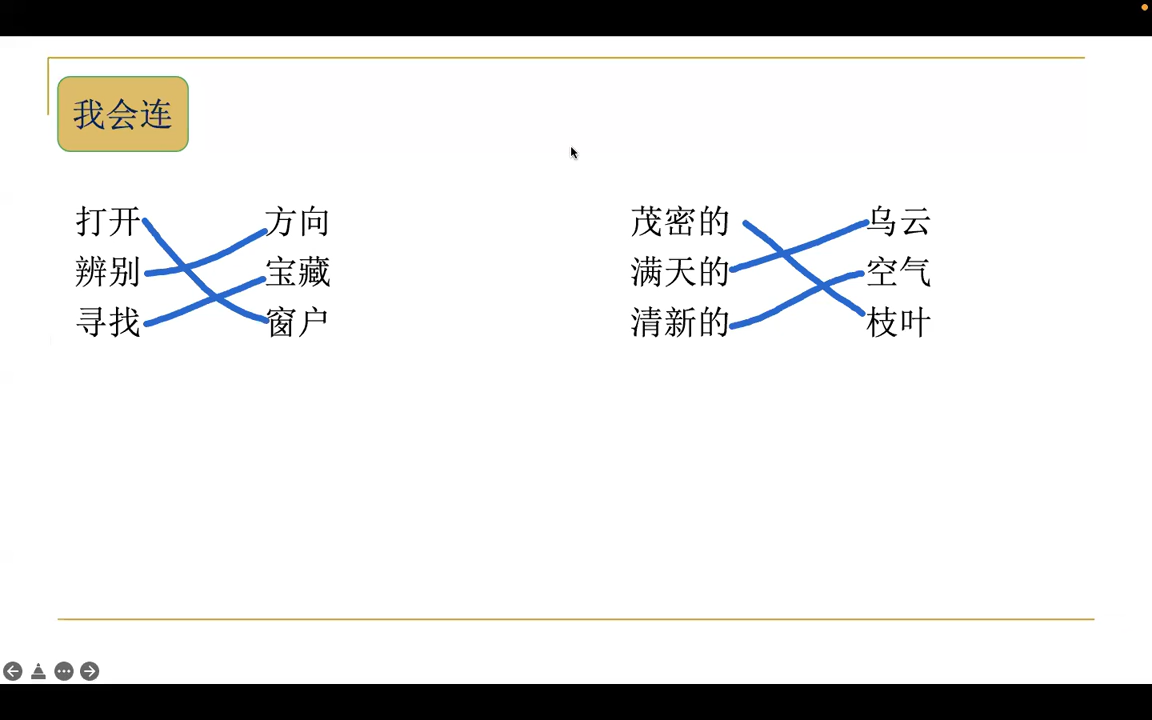 我会连
打开 方向
辨别 宝藏
寻找 窗户
茂密的 乌云
满天的 空气
清新的 枝叶